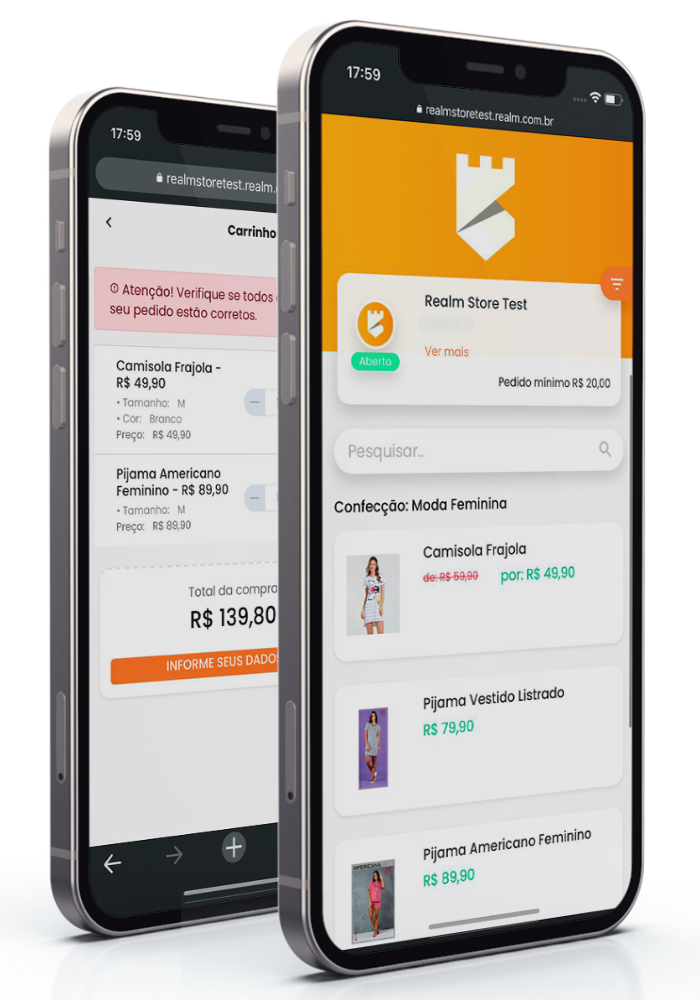 17:59
realmstoretest.realm.
Carrinho
Atenção! Verifique se todos
seu pedido estão corretos.
Camisola Frajola -
R$ 49,90
• Tamanho: M
• Cor: Branco
Preço: R$ 49,90
Pijama Americano
Feminino - R$ 89,90
• Tamanho: M
Preço: R$ 89,90
Total da compra
R$ 139,80
INFORME SEUS DADOS
17:59
realmstoretest.realm.com.br
Realm Store Test
Ver mais
Aberto
Pedido mínimo R$ 20,00
Pesquisar..
Confecção: Moda Feminina
Camisola Frajola
de: R$ 59,90 por: R$ 49,90
Pijama Vestido Listrado
R$ 79,90
Pijama Americano Feminino
R$ 89,90
AMERICANA